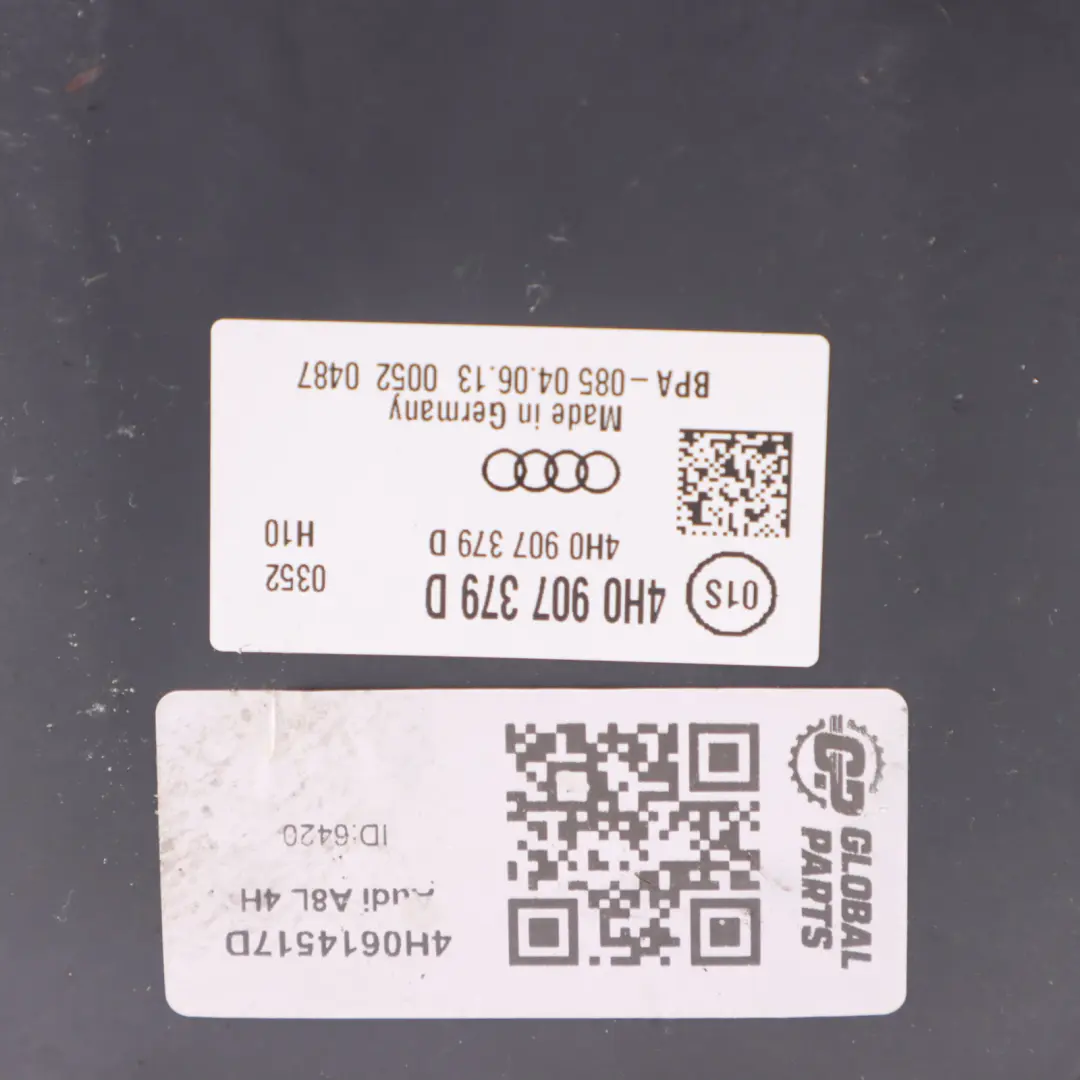 4H0614517D
Audi A8L 4H
ID:6420
GLOBAL
PARTS
01S
4H0 907 379 D
4H0 907 379 D
0352
H10
Made in Germany
BPA-085 04.06.13 0052 0487